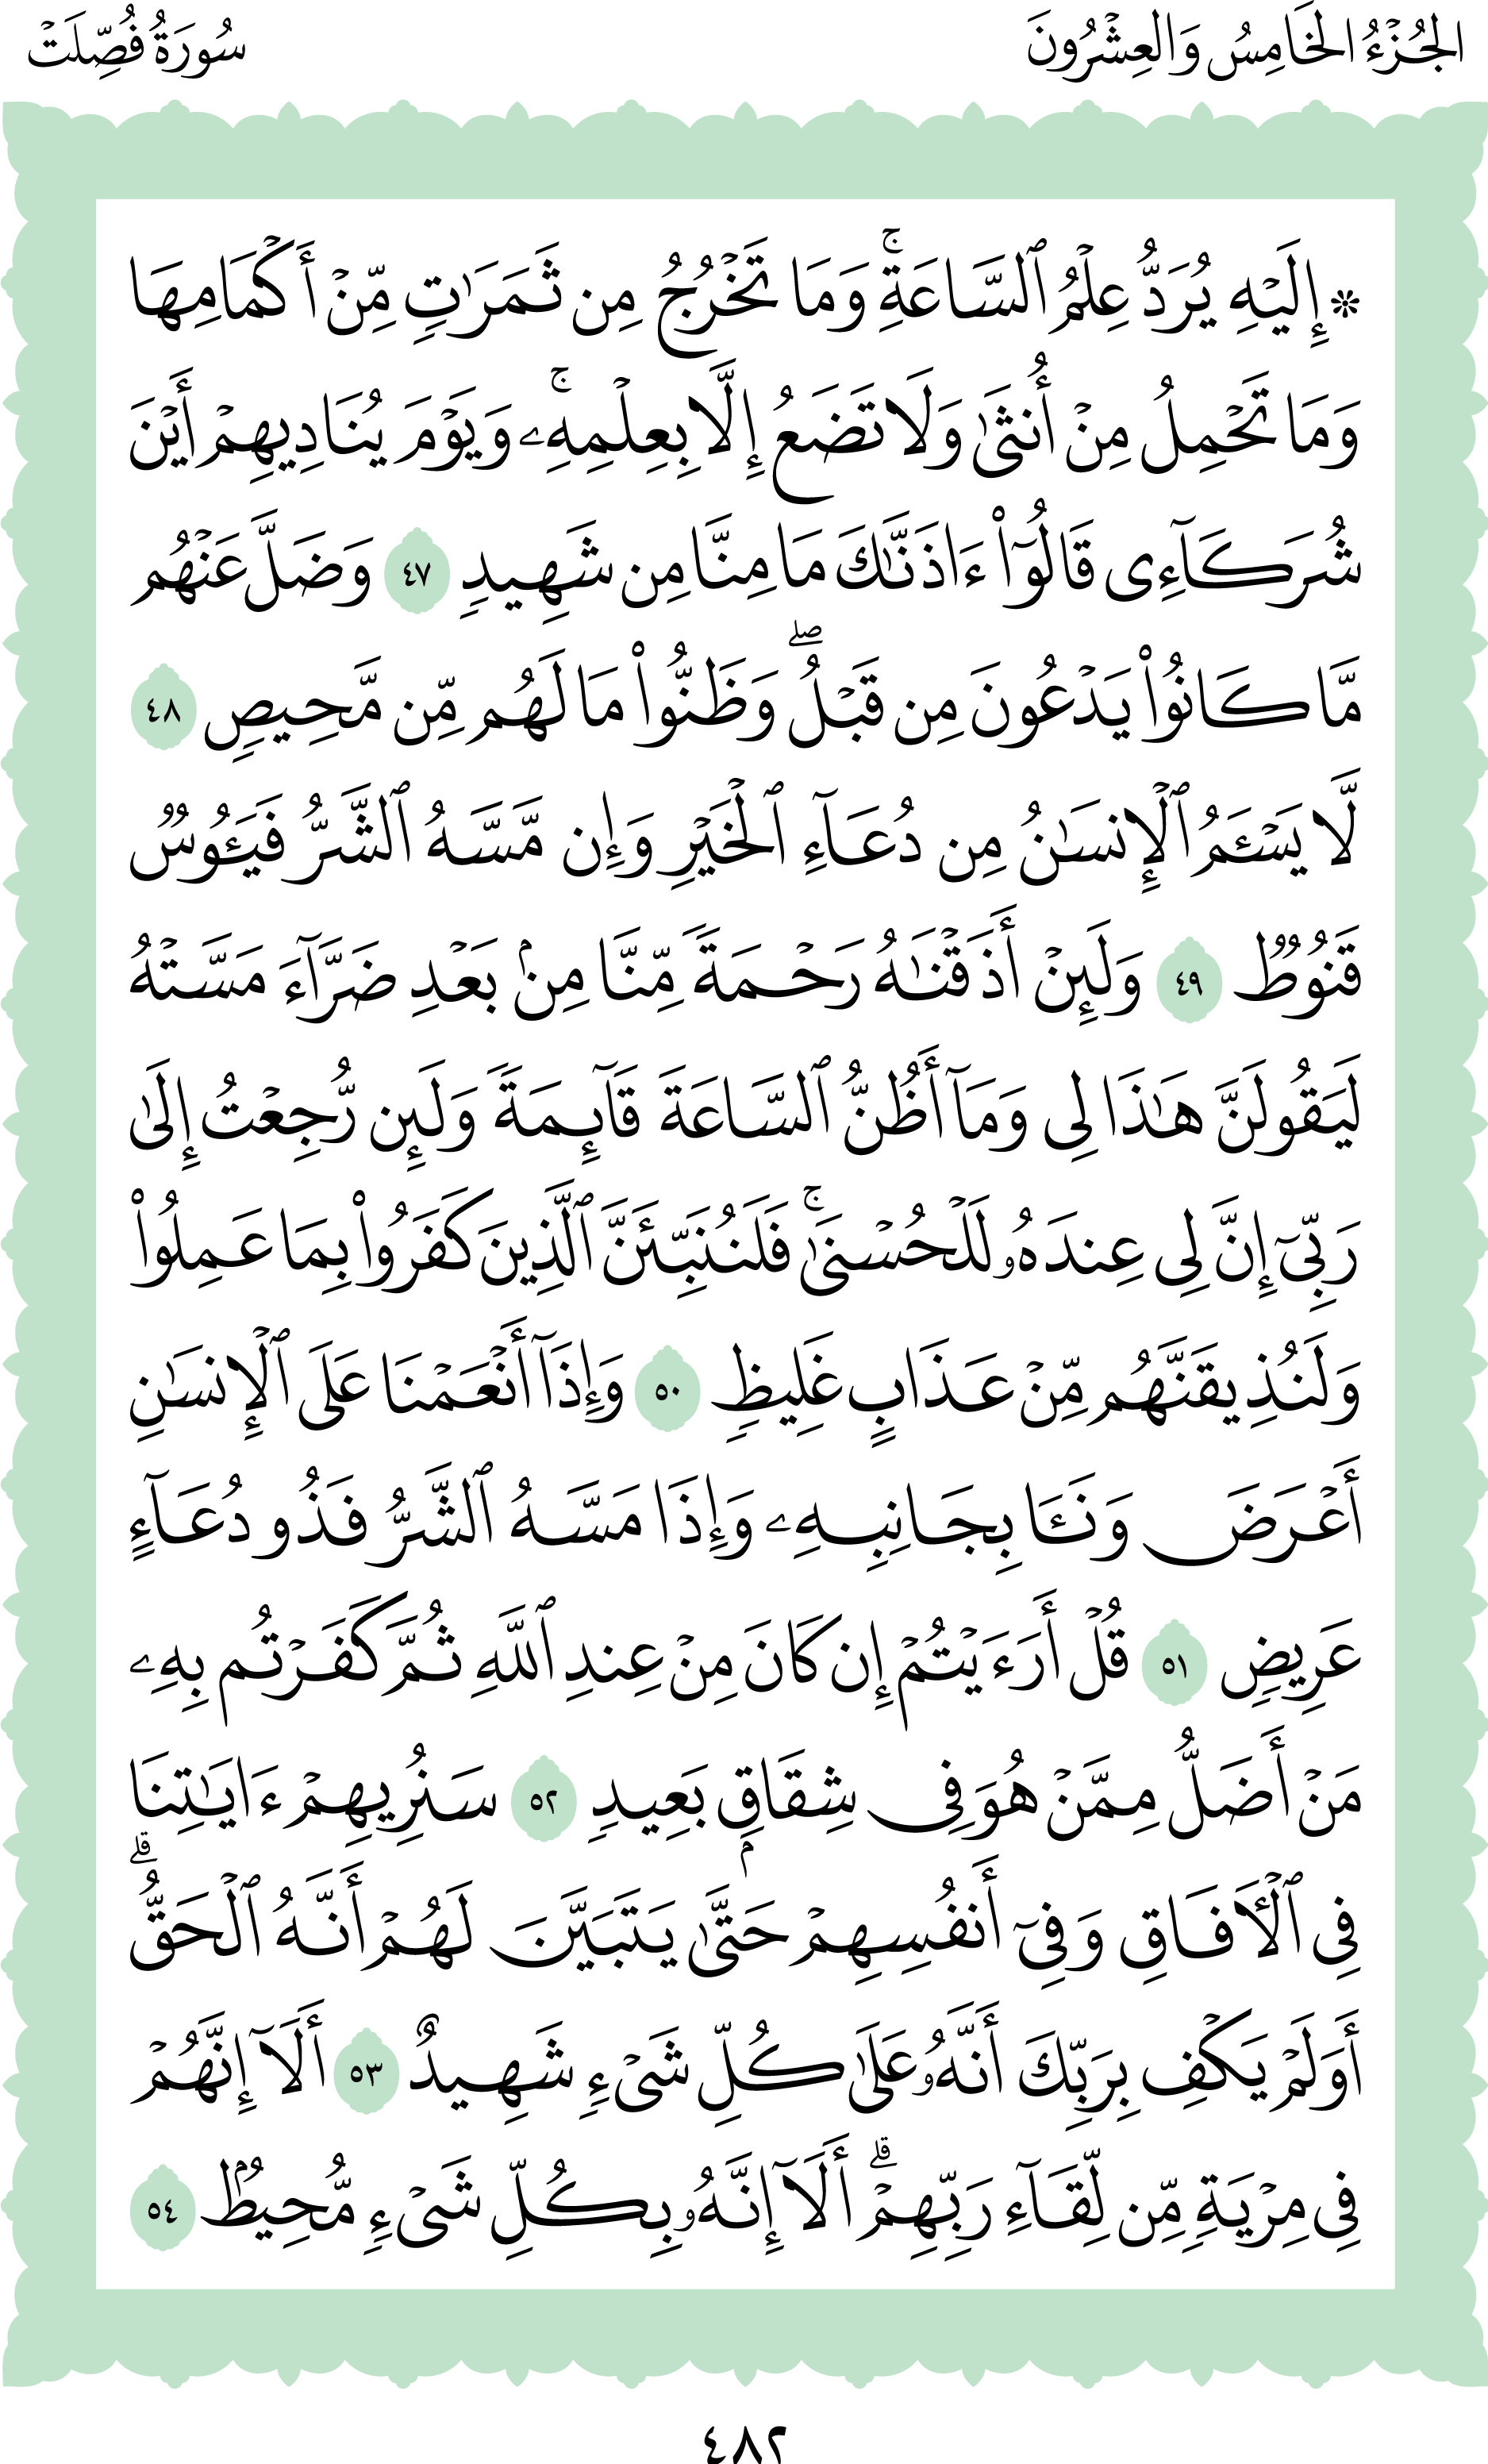 الجُزْءُ الخَامِسُ وَالعِشْرُونَ
سُورَةُ فُصِّلَتْ
۞إِلَيۡهِ يُرَدُّ عِلۡمُ ٱلسَّاعَةِۚ وَمَا تَخۡرُجُ مِن ثَمَرَٰتٖ مِّنۡ أَكۡمَامِهَا
وَمَا تَحۡمِلُ مِنۡ أُنثَىٰ وَلَا تَضَعُ إِلَّا بِعِلۡمِهِۦۚ وَيَوۡمَ يُنَادِيهِمۡ أَيۡنَ
شُرَكَآءِي قَالُوٓاْ ءَاذَنَّٰكَ مَا مِنَّا مِن شَهِيدٖ ٤٧ وَضَلَّ عَنۡهُم
مَّا كَانُواْ يَدۡعُونَ مِن قَبۡلُۖ وَظَنُّواْ مَا لَهُم مِّن مَّحِيصٖ ٤٨
لَّا يَسۡـَٔمُ ٱلۡإِنسَٰنُ مِن دُعَآءِ ٱلۡخَيۡرِ وَإِن مَّسَّهُ ٱلشَّرُّ فَيَـُٔوسٞ
قَنُوطٞ ٤٩ وَلَئِنۡ أَذَقۡنَٰهُ رَحۡمَةٗ مِّنَّا مِنۢ بَعۡدِ ضَرَّآءَ مَسَّتۡهُ
لَيَقُولَنَّ هَٰذَا لِي وَمَآ أَظُنُّ ٱلسَّاعَةَ قَآئِمَةٗ وَلَئِن رُّجِعۡتُ إِلَىٰ
رَبِّيٓ إِنَّ لِي عِندَهُۥ لَلۡحُسۡنَىٰۚ فَلَنُنَبِّئَنَّ ٱلَّذِينَ كَفَرُواْ بِمَا عَمِلُواْ
وَلَنُذِيقَنَّهُم مِّنۡ عَذَابٍ غَلِيظٖ ٥٠ وَإِذَآ أَنۡعَمۡنَا عَلَى ٱلۡإِنسَٰنِ
أَعۡرَضَ وَنَـَٔا بِجَانِبِهِۦ وَإِذَا مَسَّهُ ٱلشَّرُّ فَذُو دُعَآءٍ
عَرِيضٖ ٥١ قُلۡ أَرَءَيۡتُمۡ إِن كَانَ مِنۡ عِندِ ٱللَّهِ ثُمَّ كَفَرۡتُم بِهِۦ
مَنۡ أَضَلُّ مِمَّنۡ هُوَ فِي شِقَاقِۭ بَعِيدٖ ٥٢ سَنُرِيهِمۡ ءَايَٰتِنَا
فِي ٱلۡأٓفَاقِ وَفِيٓ أَنفُسِهِمۡ حَتَّىٰ يَتَبَيَّنَ لَهُمۡ أَنَّهُ ٱلۡحَقُّۗ
أَوَلَمۡ يَكۡفِ بِرَبِّكَ أَنَّهُۥ عَلَىٰ كُلِّ شَيۡءٖ شَهِيدٌ ٥٣ أَلَآ إِنَّهُمۡ
فِي مِرۡيَةٖ مِّن لِّقَآءِ رَبِّهِمۡۗ أَلَآ إِنَّهُۥ بِكُلِّ شَيۡءٖ مُّحِيطُۢ ٥٤
٤٨٢